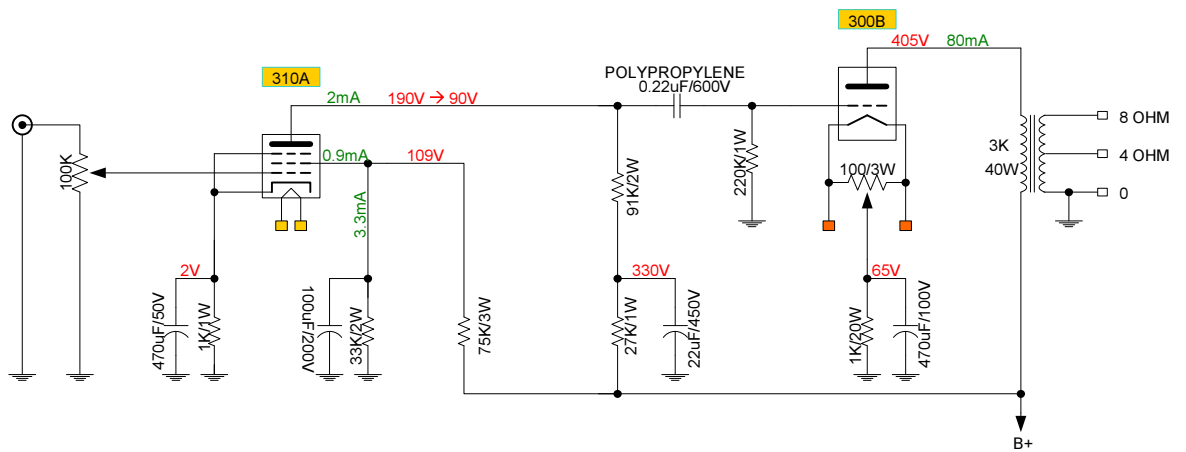 300B
405V 80mA
310A
POLYPROPYLENE
0.22uF/600V
2mA 190V → 90V
8 OHM
3K
40W
4 OHM
0
100K
0.9mA 109V
3.3mA
91K/2W
220K/1W
100/3W
2V
330V
65V
470uF/50V
1K/1W
100uF/200V
33K/2W
75K/3W
27K/1W
22uF/450V
1K/20W
470uF/100V
B+